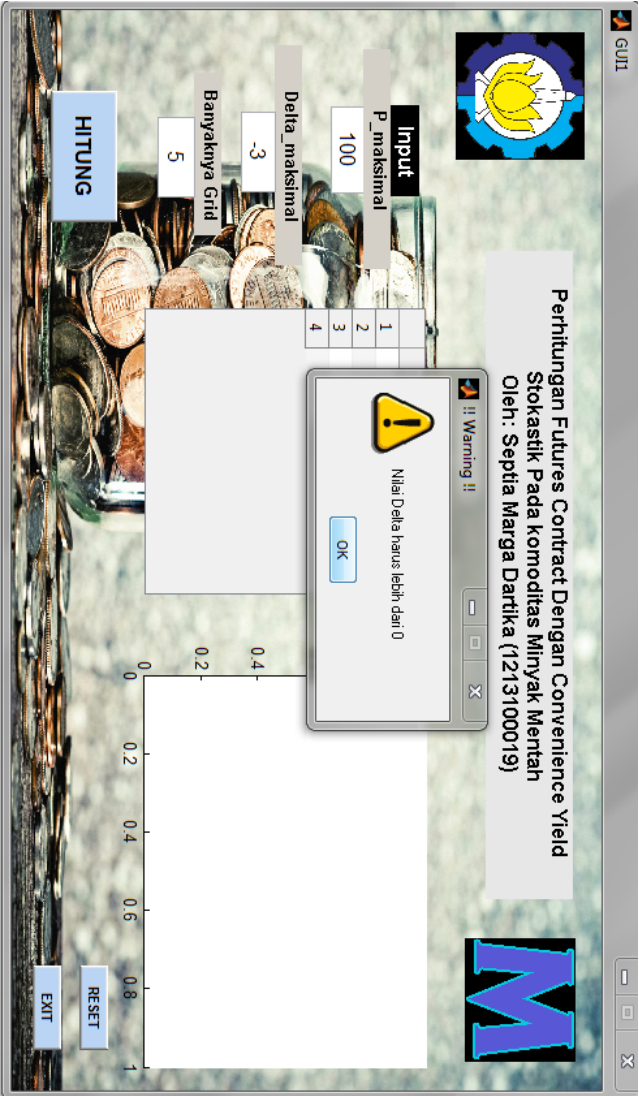 GUI1
Perhitungan Futures Contract Dengan Convenience Yield
Stokastik Pada komoditas Minyak Mentah
Oleh: Septia Marga Dartika (1213100019)
Input
P_maksimal
100
Delta_maksimal
-3
Banyaknya Grid
5
HITUNG
1
2
3
4
!! Warning !!
Nilai Delta harus lebih dari 0
OK
0.4
0.2
0
0 0.2 0.4 0.6 0.8 1
RESET
EXIT
M